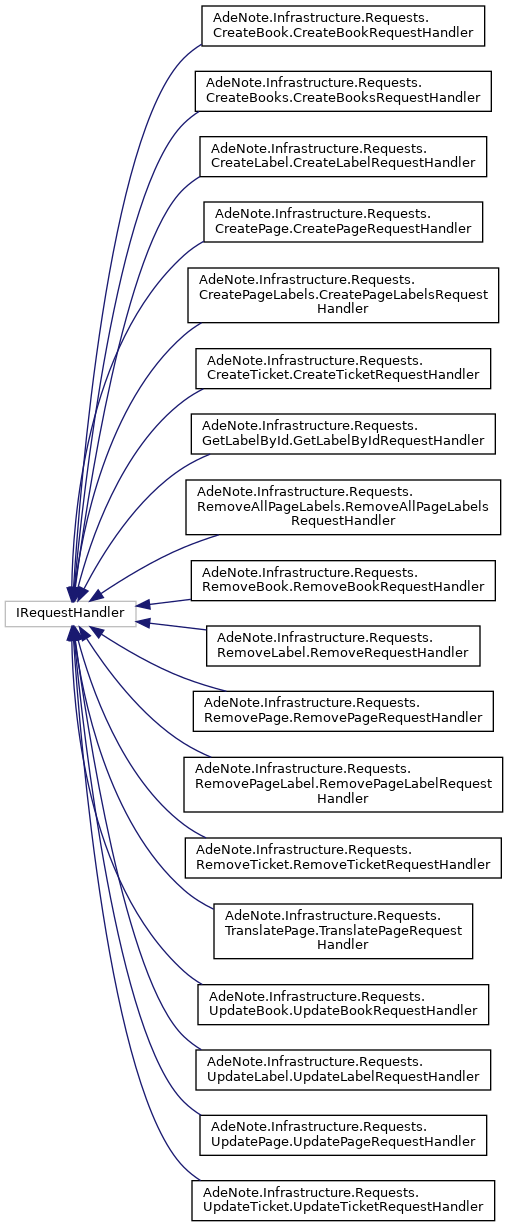 AdeNote.Infrastructure.Requests.
CreateBook.CreateBookRequestHandler
AdeNote.Infrastructure.Requests.
CreateBooks.CreateBooksRequestHandler
AdeNote.Infrastructure.Requests.
CreateLabel.CreateLabelRequestHandler
AdeNote.Infrastructure.Requests.
CreatePage.CreatePageRequestHandler
AdeNote.Infrastructure.Requests.
CreatePageLabels.CreatePageLabelsRequest
Handler
AdeNote.Infrastructure.Requests.
CreateTicket.CreateTicketRequestHandler
AdeNote.Infrastructure.Requests.
GetLabelById.GetLabelByIdRequestHandler
AdeNote.Infrastructure.Requests.
RemoveAllPageLabels.RemoveAllPageLabels
RequestHandler
AdeNote.Infrastructure.Requests.
RemoveBook.RemoveBookRequestHandler
IRequestHandler
AdeNote.Infrastructure.Requests.
RemoveLabel.RemoveRequestHandler
AdeNote.Infrastructure.Requests.
RemovePage.RemovePageRequestHandler
AdeNote.Infrastructure.Requests.
RemovePageLabel.RemovePageLabelRequest
Handler
AdeNote.Infrastructure.Requests.
RemoveTicket.RemoveTicketRequestHandler
AdeNote.Infrastructure.Requests.
TranslatePage.TranslatePageRequest
Handler
AdeNote.Infrastructure.Requests.
UpdateBook.UpdateBookRequestHandler
AdeNote.Infrastructure.Requests.
UpdateLabel.UpdateLabelRequestHandler
AdeNote.Infrastructure.Requests.
UpdatePage.UpdatePageRequestHandler
AdeNote.Infrastructure.Requests.
UpdateTicket.UpdateTicketRequestHandler